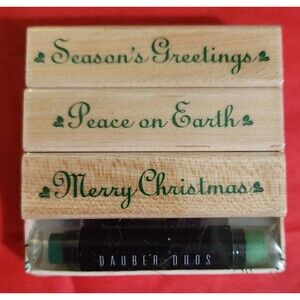 Season's Greetings
Peace on Earth
Merry Christmas
DAUBER DUOS